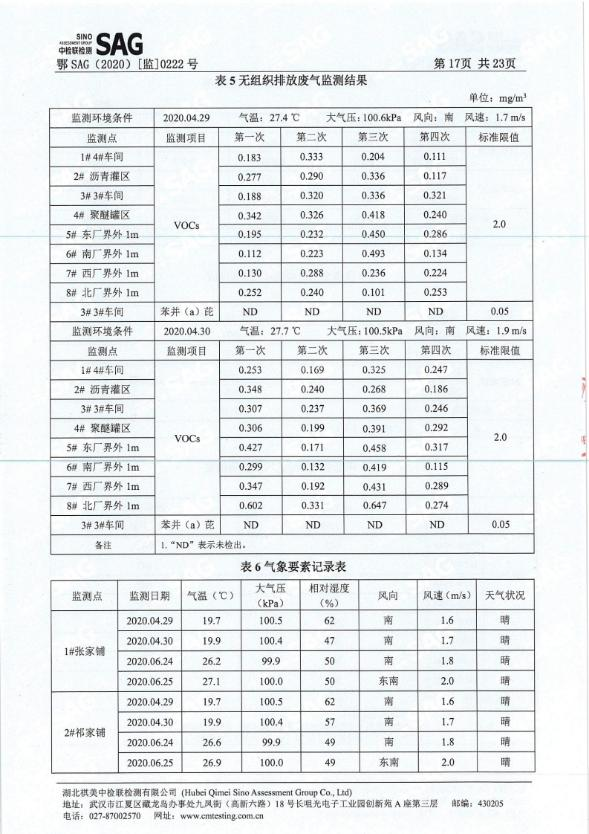 SINO
ASSESSMENT GROUP
中检联检测
SAG
鄂 SAG（2020）[监]0222 号
第 17页 共 23页
表 5 无组织排放废气监测结果
单位：mg/m³
监测环境条件 2020.04.29 气温：27.4 ℃ 大气压：100.6kPa 风向：南 风速：1.7 m/s
监测点 监测项目 第一次 第二次 第三次 第四次 标准限值
1# 4#车间 0.183 0.333 0.204 0.111
2# 沥青灌区 0.277 0.290 0.336 0.117
3# 3#车间 0.188 0.320 0.336 0.321
4# 聚醚罐区 0.342 0.326 0.418 0.240
VOCs 2.0
5# 东厂界外 1m 0.195 0.232 0.450 0.286
6# 南厂界外 1m 0.112 0.223 0.493 0.134
7# 西厂界外 1m 0.130 0.288 0.236 0.224
8# 北厂界外 1m 0.252 0.240 0.101 0.253
3# 3#车间 苯并（a）芘 ND ND ND ND 0.05
监测环境条件 2020.04.30 气温：27.7 ℃ 大气压：100.5kPa 风向：南 风速：1.9 m/s
监测点 监测项目 第一次 第二次 第三次 第四次 标准限值
1# 4#车间 0.253 0.169 0.325 0.247
2# 沥青灌区 0.348 0.240 0.268 0.186
3# 3#车间 0.307 0.237 0.369 0.246
4# 聚醚罐区 0.306 0.199 0.391 0.292
VOCs 2.0
5# 东厂界外 1m 0.427 0.171 0.458 0.317
6# 南厂界外 1m 0.299 0.132 0.419 0.115
7# 西厂界外 1m 0.347 0.192 0.431 0.289
8# 北厂界外 1m 0.602 0.331 0.647 0.274
3# 3#车间 苯并（a）芘 ND ND ND ND 0.05
备注 1. “ND”表示未检出。
表 6 气象要素记录表
监测点 监测日期 气温（℃） 大气压（kPa） 相对湿度（%） 风向 风速（m/s） 天气状况
1#张家铺
2020.04.29 19.7 100.5 62 南 1.6 晴
2020.04.30 19.9 100.4 47 南 1.7 晴
2020.06.24 26.2 99.9 50 南 1.8 晴
2020.06.25 27.1 100.0 50 东南 2.0 晴
2#祁家铺
2020.04.29 19.7 100.5 62 南 1.6 晴
2020.04.30 19.9 100.4 57 南 1.7 晴
2020.06.24 26.6 99.9 49 南 1.8 晴
2020.06.25 26.9 100.0 49 东南 2.0 晴
湖北祺美中检联检测有限公司 (Hubei Qimei Sino Assessment Group Co., Ltd)
地址：武汉市江夏区藏龙岛办事处九凤街（高新六路）18 号长咀光电子工业园创新苑 A 座第三层 邮编：430205
电话：027-87002570 网址：www.cmtesting.com.cn